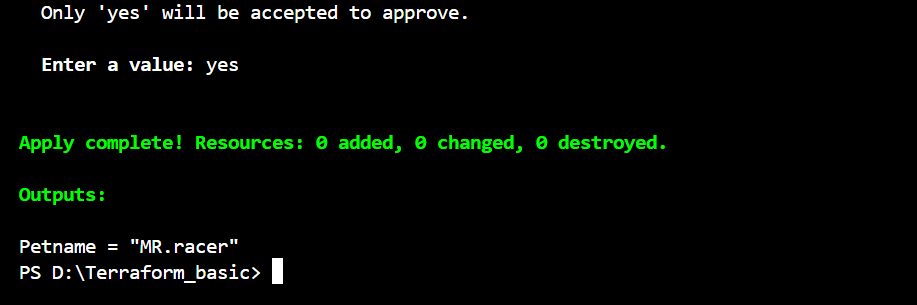 Only 'yes' will be accepted to approve.
Enter a value: yes
Apply complete! Resources: 0 added, 0 changed, 0 destroyed.
Outputs:
Petname = "MR.racer"
PS D:\Terraform_basic>